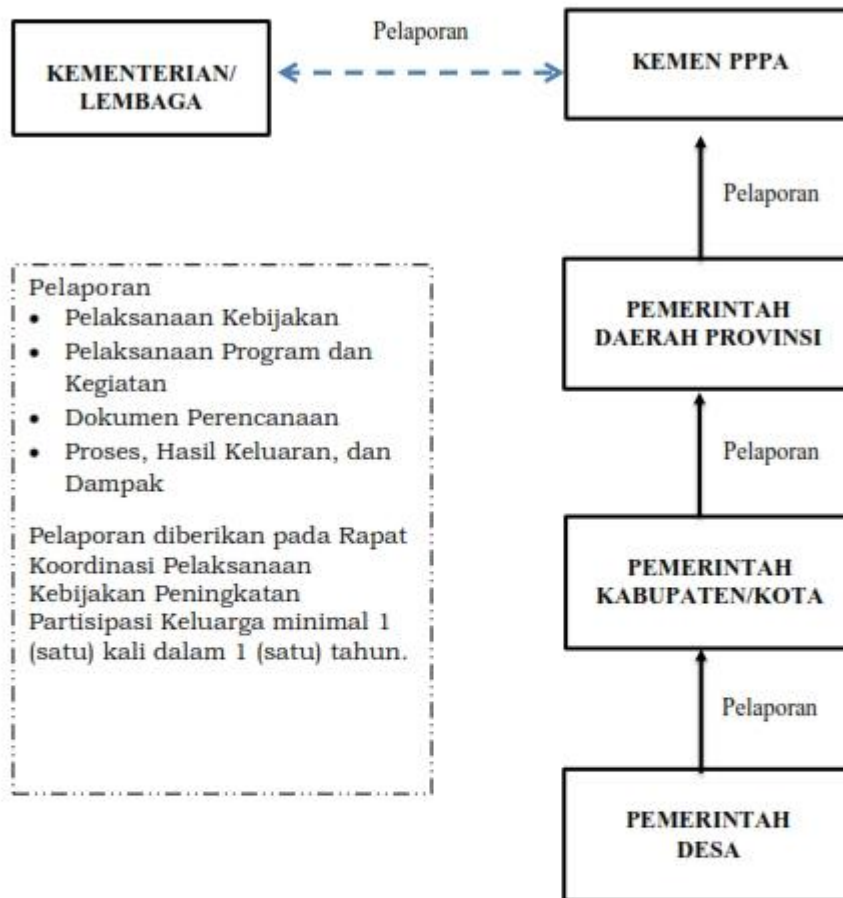 Pelaporan
KEMENTERIAN/
LEMBAGA
KEMEN PPPA
Pelaporan
PEMERINTAH
DAERAH PROVINSI
Pelaporan
• Pelaksanaan Kebijakan
• Pelaksanaan Program dan
Kegiatan
• Dokumen Perencanaan
• Proses, Hasil Keluaran, dan
Dampak
Pelaporan diberikan pada Rapat
Koordinasi Pelaksanaan
Kebijakan Peningkatan
Partisipasi Keluarga minimal 1
(satu) kali dalam 1 (satu) tahun.
Pelaporan
PEMERINTAH
KABUPATEN/KOTA
Pelaporan
PEMERINTAH
DESA